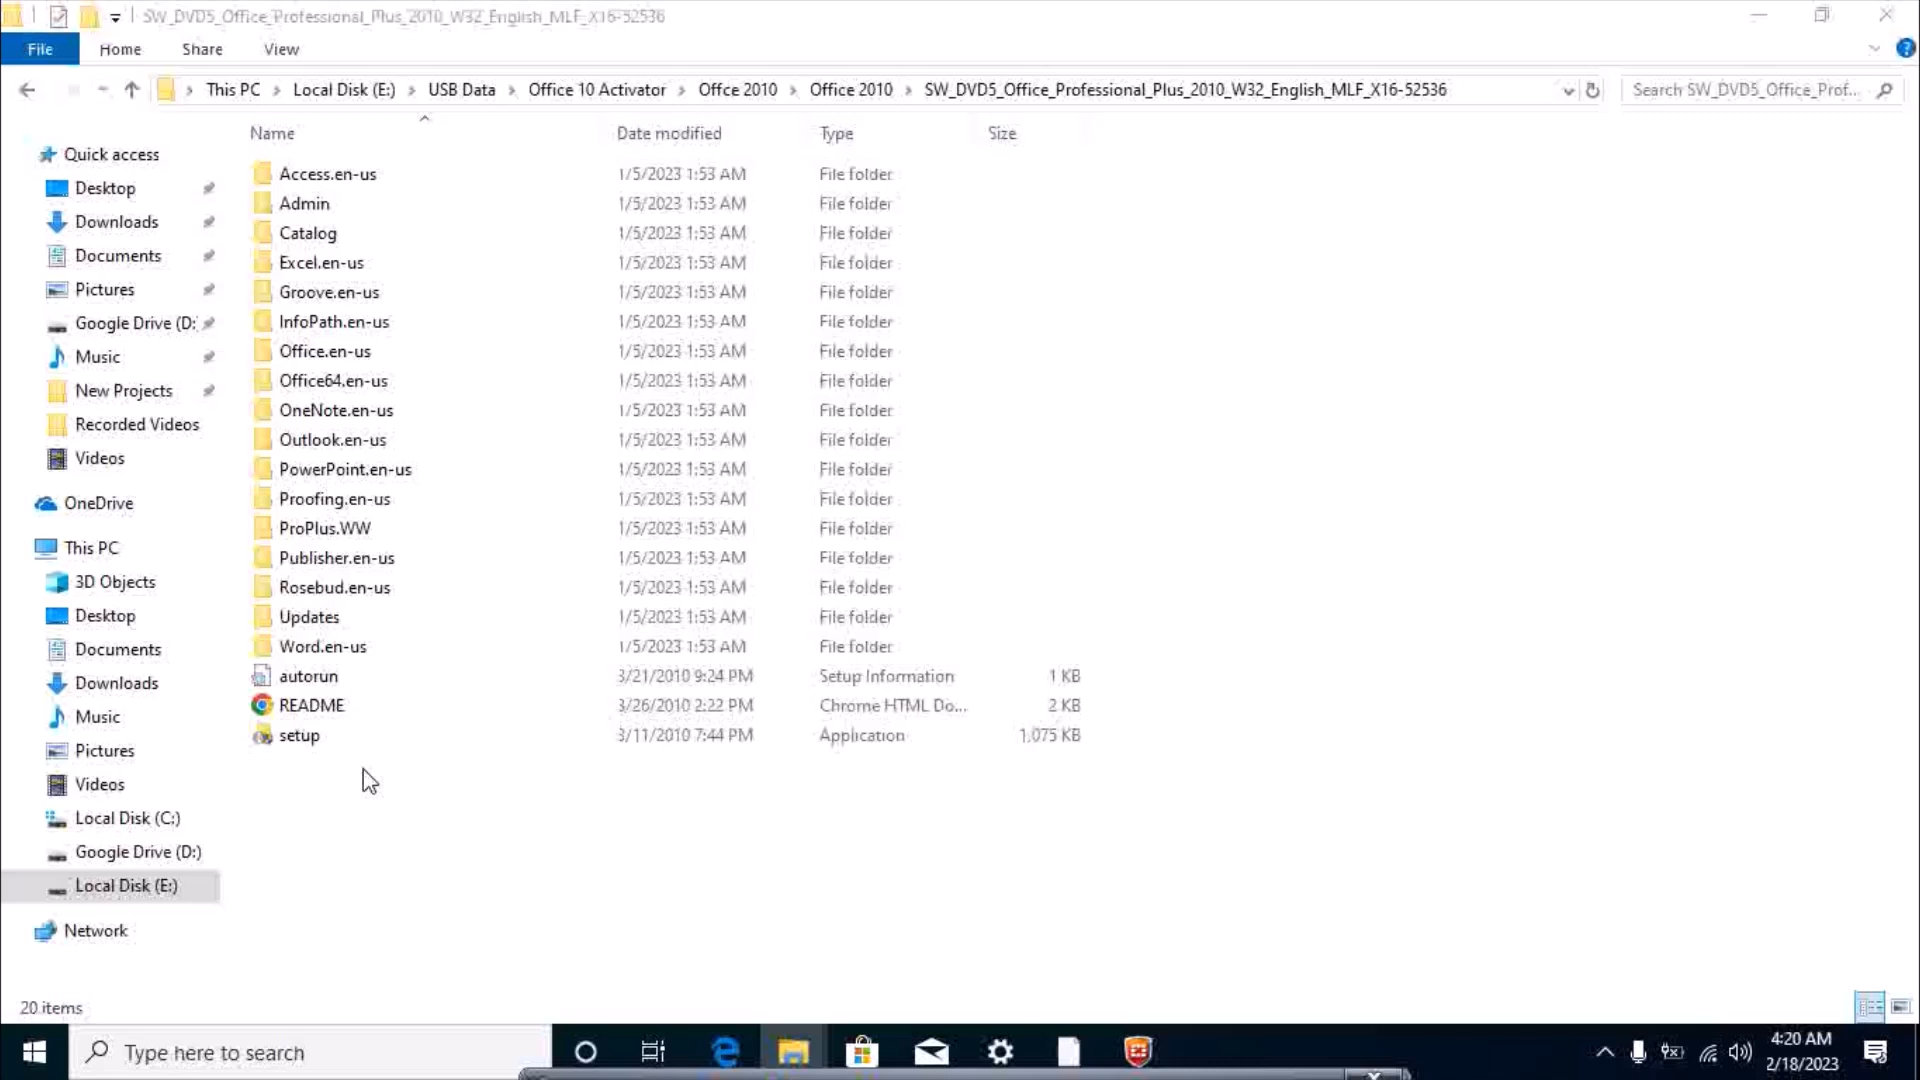 SW_DVD5_Office_Professional_Plus_2010_W32_English_MLF_X16-52536
File Home Share View
This PC Local Disk (E:) USB Data Office 10 Activator Offce 2010 Office 2010 SW_DVD5_Office_Professional_Plus_2010_W32_English_MLF_X16-52536 Search SW_DVD5_Office_Prof...
Name Date modified Type Size
Quick access
Desktop
Downloads
Documents
Pictures
Google Drive (D:
Music
New Projects
Recorded Videos
Videos
OneDrive
This PC
3D Objects
Desktop
Documents
Downloads
Music
Pictures
Videos
Local Disk (C:)
Google Drive (D:)
Local Disk (E:)
Network
Access.en-us 1/5/2023 1:53 AM File folder
Admin 1/5/2023 1:53 AM File folder
Catalog 1/5/2023 1:53 AM File folder
Excel.en-us 1/5/2023 1:53 AM File folder
Groove.en-us 1/5/2023 1:53 AM File folder
InfoPath.en-us 1/5/2023 1:53 AM File folder
Office.en-us 1/5/2023 1:53 AM File folder
Office64.en-us 1/5/2023 1:53 AM File folder
OneNote.en-us 1/5/2023 1:53 AM File folder
Outlook.en-us 1/5/2023 1:53 AM File folder
PowerPoint.en-us 1/5/2023 1:53 AM File folder
Proofing.en-us 1/5/2023 1:53 AM File folder
ProPlus.WW 1/5/2023 1:53 AM File folder
Publisher.en-us 1/5/2023 1:53 AM File folder
Rosebud.en-us 1/5/2023 1:53 AM File folder
Updates 1/5/2023 1:53 AM File folder
Word.en-us 1/5/2023 1:53 AM File folder
autorun 3/21/2010 9:24 PM Setup Information 1 KB
README 3/26/2010 2:22 PM Chrome HTML Do... 2 KB
setup 3/11/2010 7:44 PM Application 1,075 KB
20 items
Type here to search
4:20 AM
2/18/2023